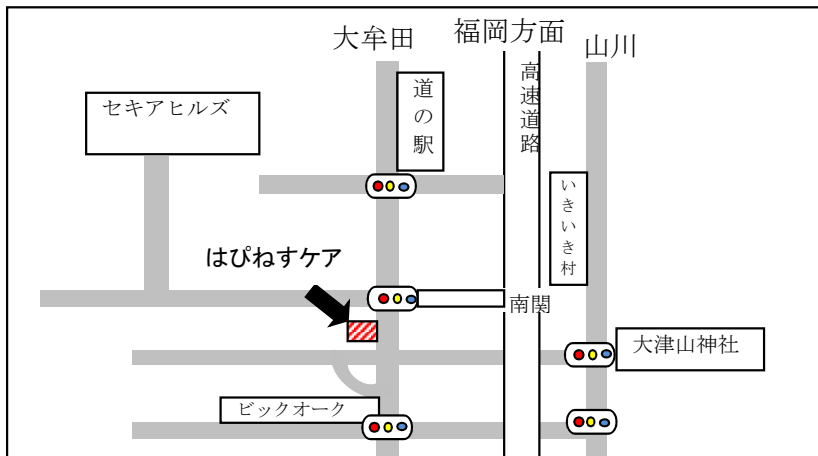 大牟田
福岡方面
山川
セキアヒルズ
道の駅
高速道路
いきいき村
はぴねすケア
南関
大津山神社
ビックオーク